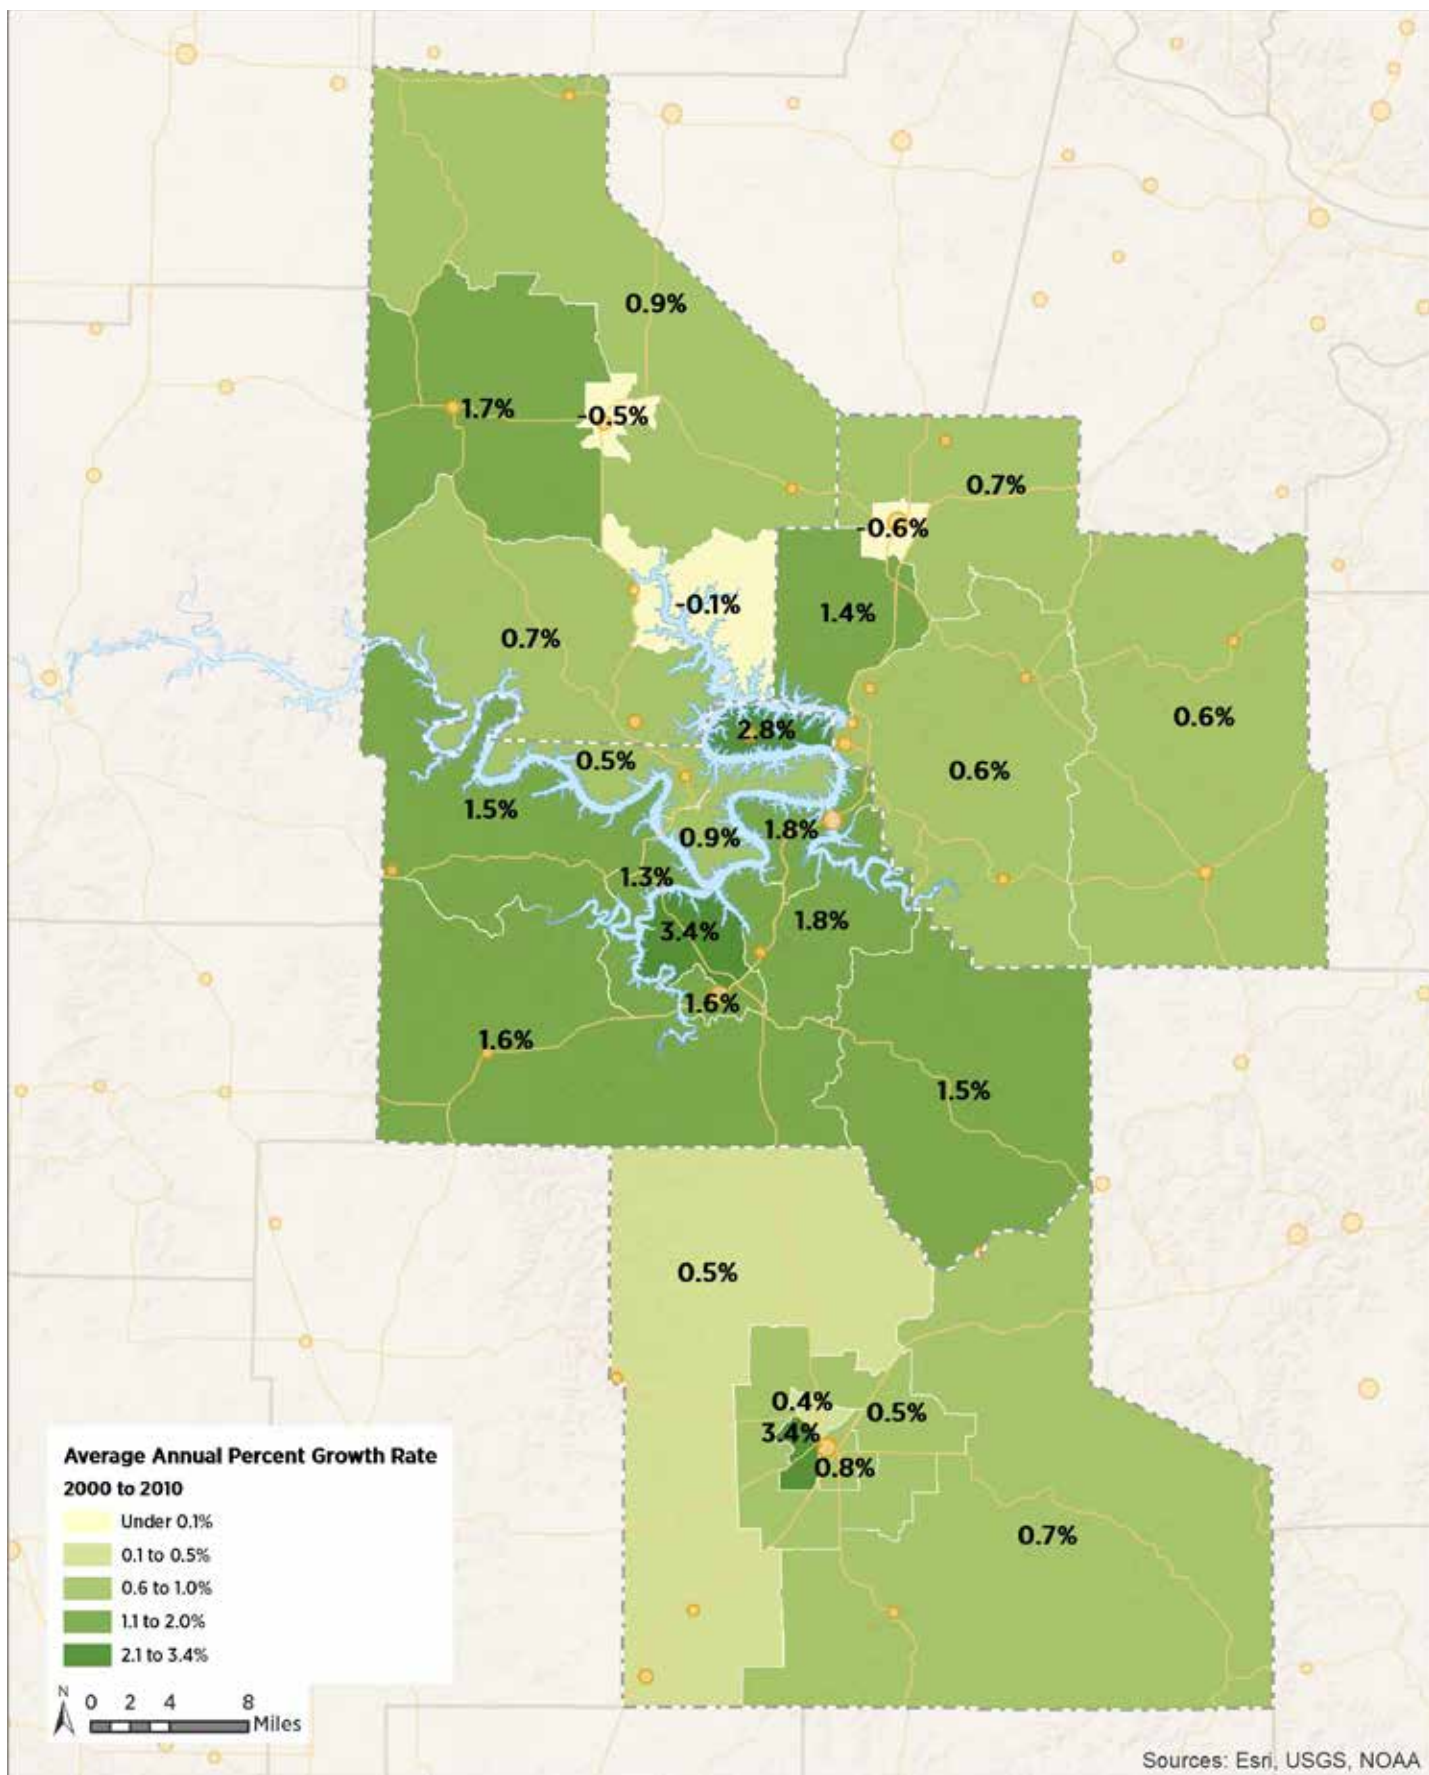 0.9%
1.7%
-0.5%
0.7%
-0.6%
-0.1%
1.4%
0.7%
0.6%
2.8%
0.5%
0.6%
1.5%
1.8%
0.9%
1.3%
1.8%
3.4%
1.6%
1.6%
1.5%
0.5%
0.4%
0.5%
3.4%
0.8%
0.7%
Average Annual Percent Growth Rate
2000 to 2010
Under 0.1%
0.1 to 0.5%
0.6 to 1.0%
1.1 to 2.0%
2.1 to 3.4%
N
0 2 4 8
Miles
Sources: Esri, USGS, NOAA